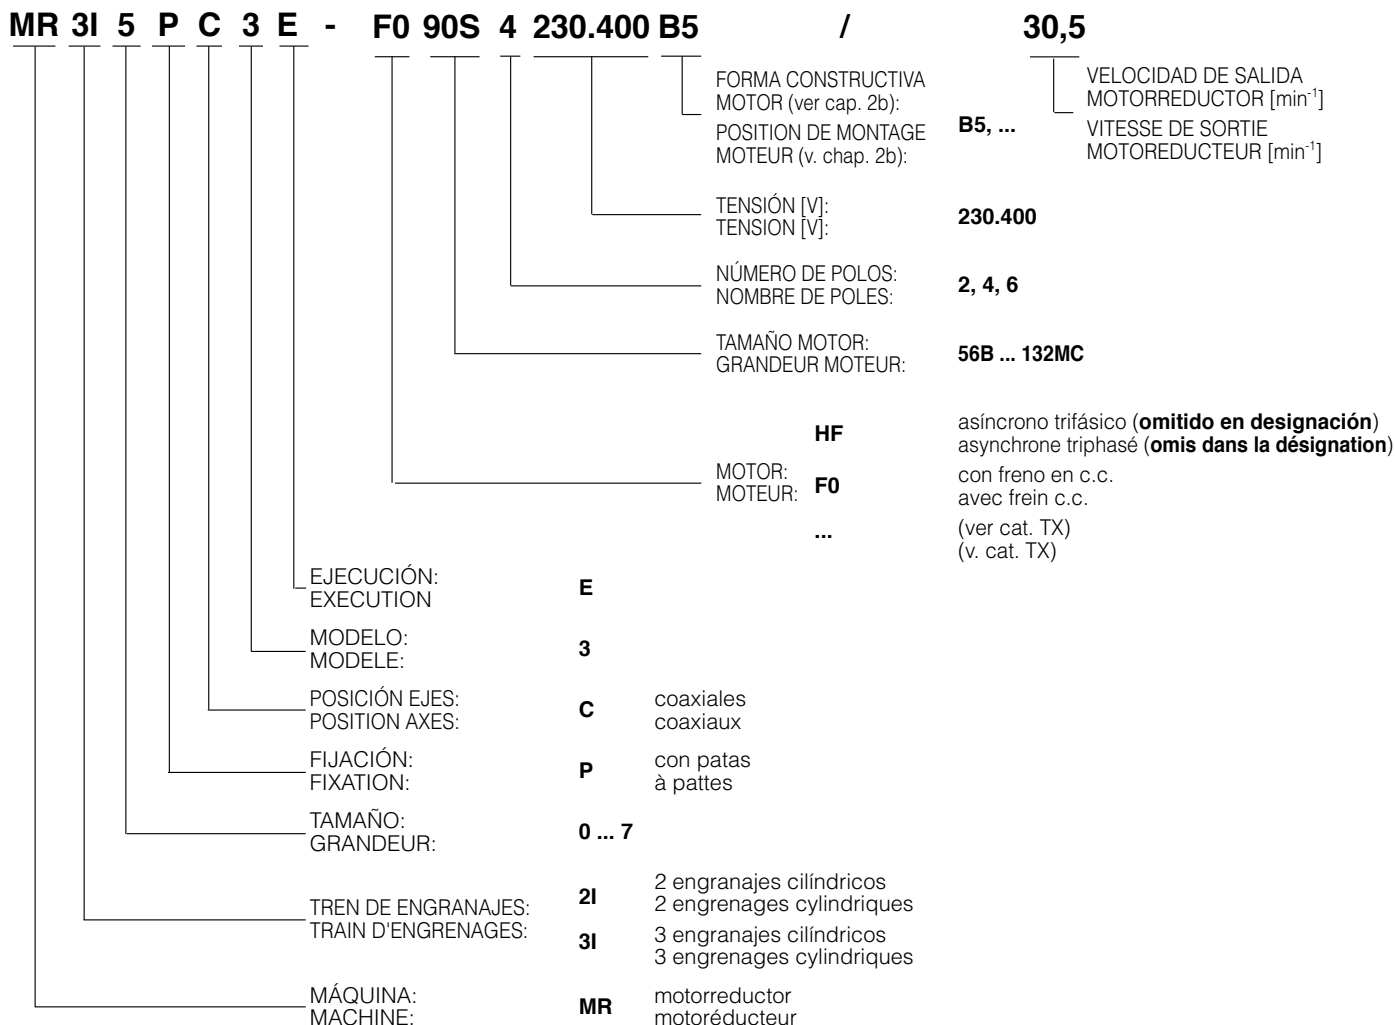 MR 3I 5 P C 3 E - F0 90S 4 230.400 B5 / 30,5
FORMA CONSTRUCTIVA
MOTOR (ver cap. 2b):
POSITION DE MONTAGE
MOTEUR (v. chap. 2b):
B5, ...
VELOCIDAD DE SALIDA
MOTORREDUCTOR [min-1]
VITESSE DE SORTIE
MOTOREDUCTEUR [min-1]
TENSIÓN [V]:
TENSION [V]:
230.400
NÚMERO DE POLOS:
NOMBRE DE POLES:
2, 4, 6
TAMAÑO MOTOR:
GRANDEUR MOTEUR:
56B ... 132MC
MOTOR:
MOTEUR:
HF
asíncrono trifásico (omitido en designación)
asynchrone triphasé (omis dans la désignation)
F0
con freno en c.c.
avec frein c.c.
...
(ver cat. TX)
(v. cat. TX)
EJECUCIÓN:
EXECUTION
E
MODELO:
MODELE:
3
POSICIÓN EJES:
POSITION AXES:
C
coaxiales
coaxiaux
FIJACIÓN:
FIXATION:
P
con patas
à pattes
TAMAÑO:
GRANDEUR:
0 ... 7
TREN DE ENGRANAJES:
TRAIN D'ENGRENAGES:
2I
2 engranajes cilíndricos
2 engrenages cylindriques
3I
3 engranajes cilíndricos
3 engrenages cylindriques
MÁQUINA:
MACHINE:
MR
motorreductor
motoréducteur